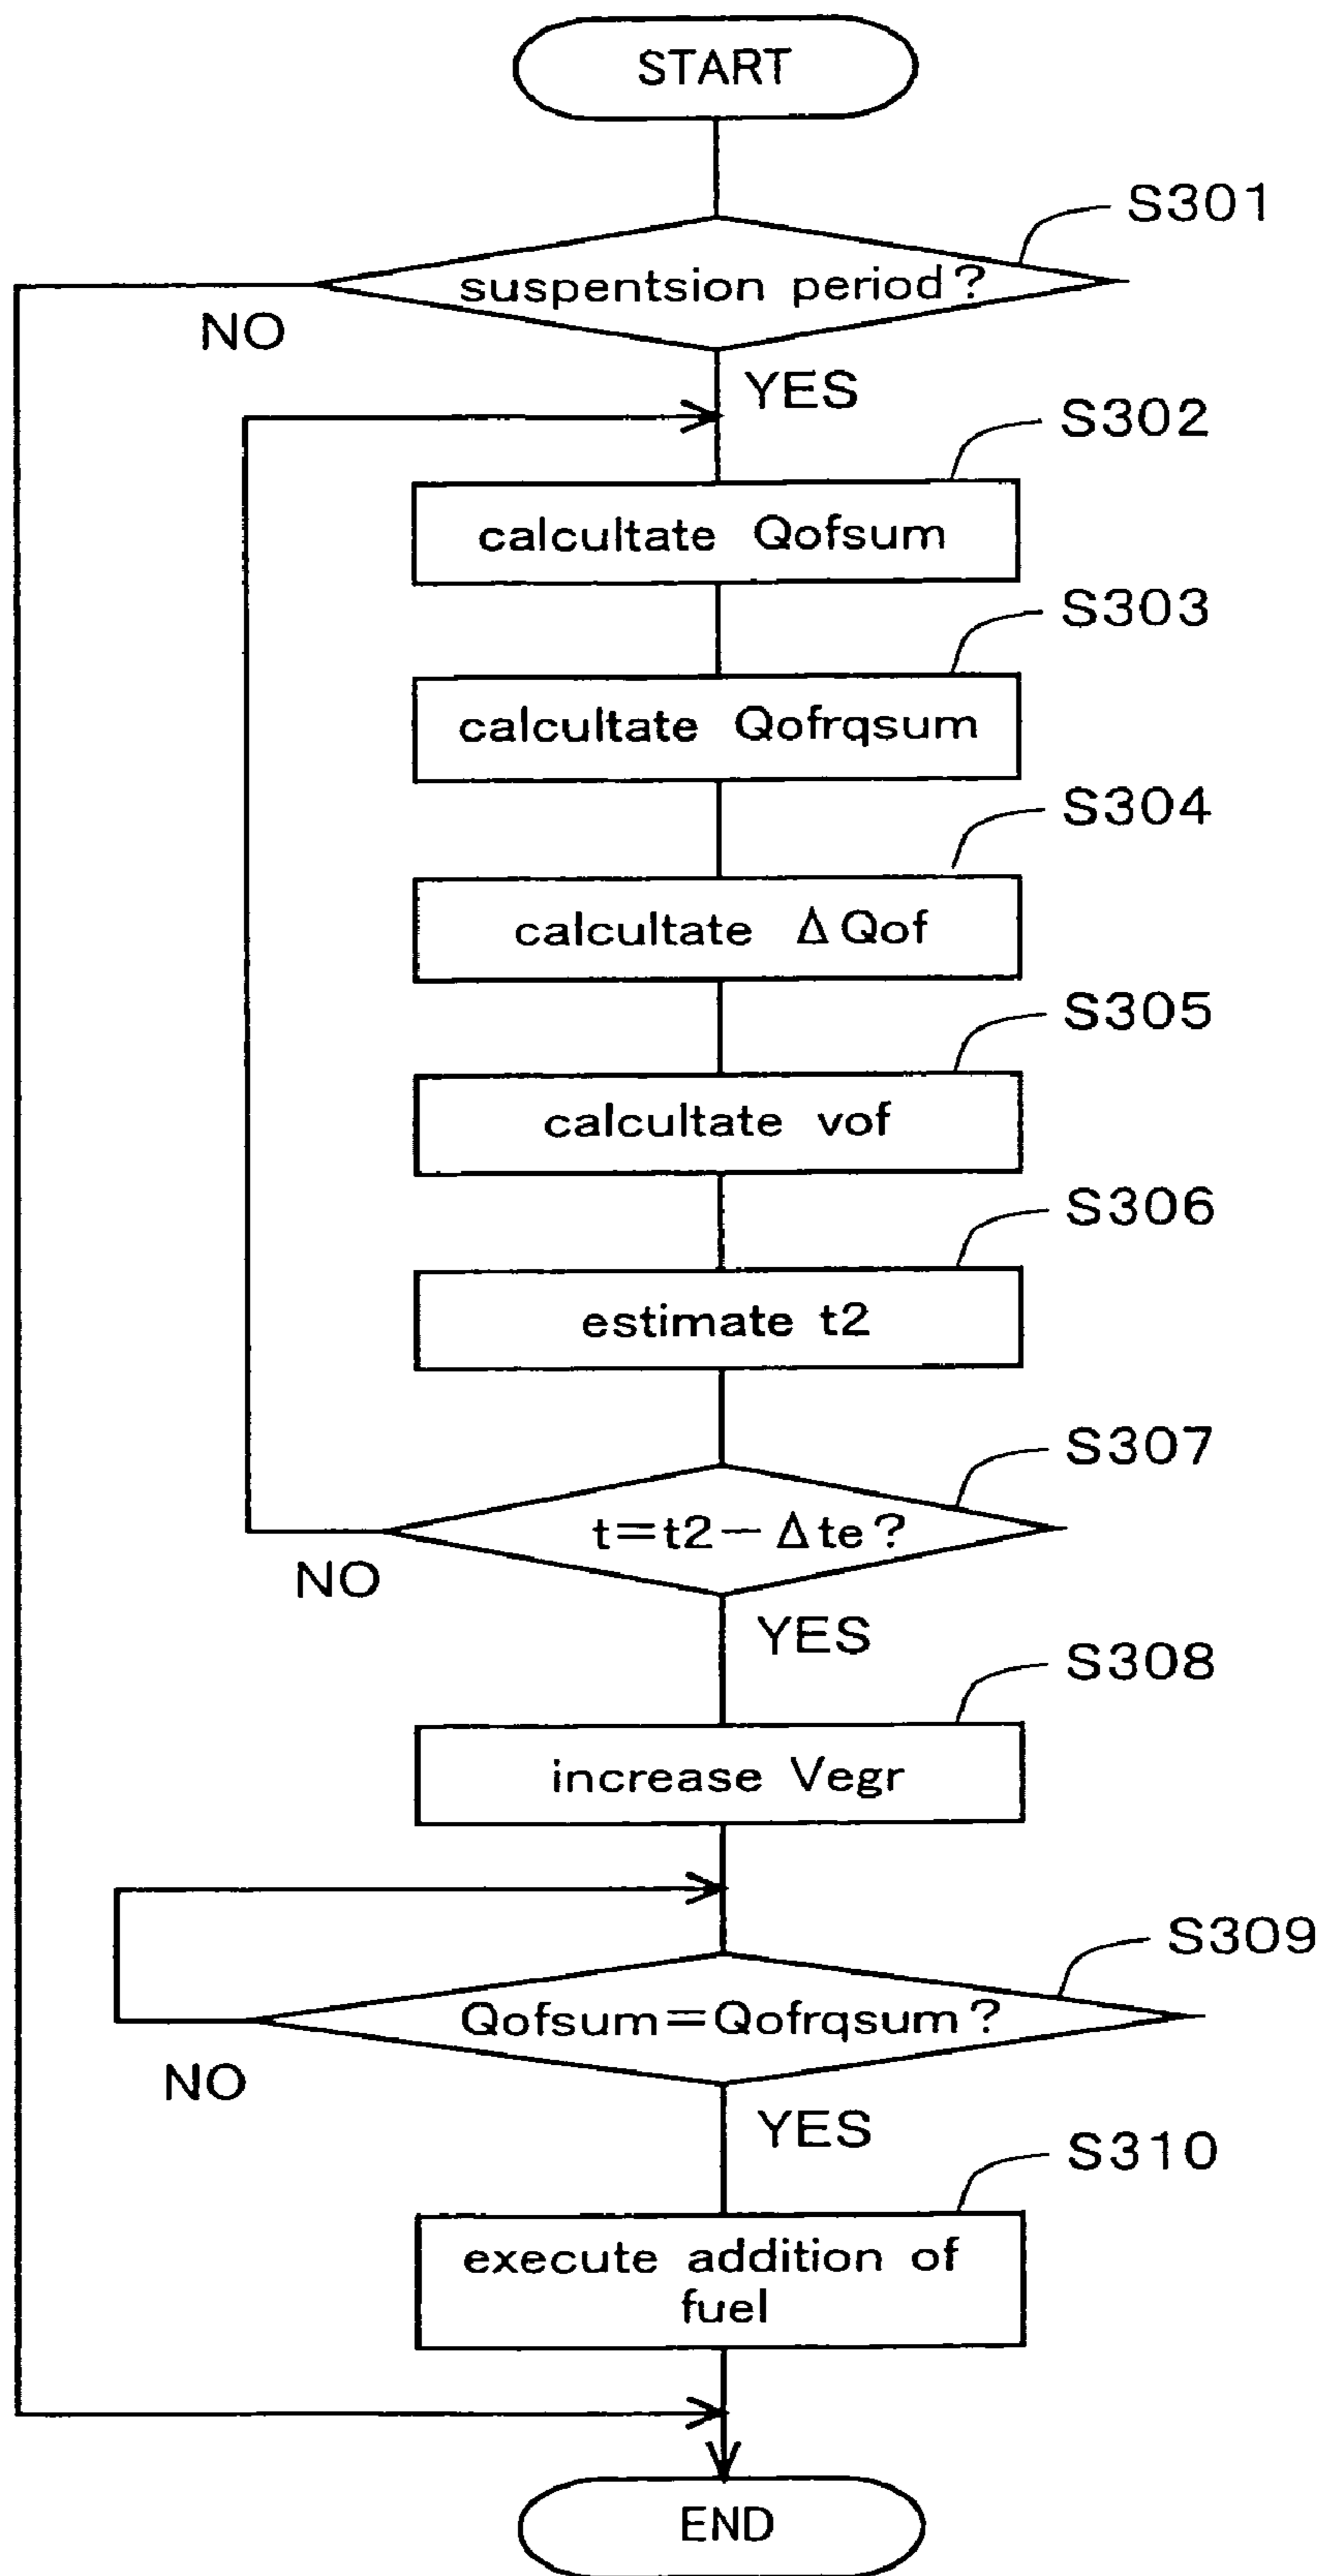 START
S301
suspentsion period?
NO
YES
S302
calcultate Qofsum
S303
calcultate Qofrqsum
S304
calcultate Δ Qof
S305
calcultate vof
S306
estimate t2
S307
t=t2-Δte?
NO
YES
S308
increase Vegr
S309
Qofsum=Qofrqsum?
NO
YES
S310
execute addition of
fuel
END